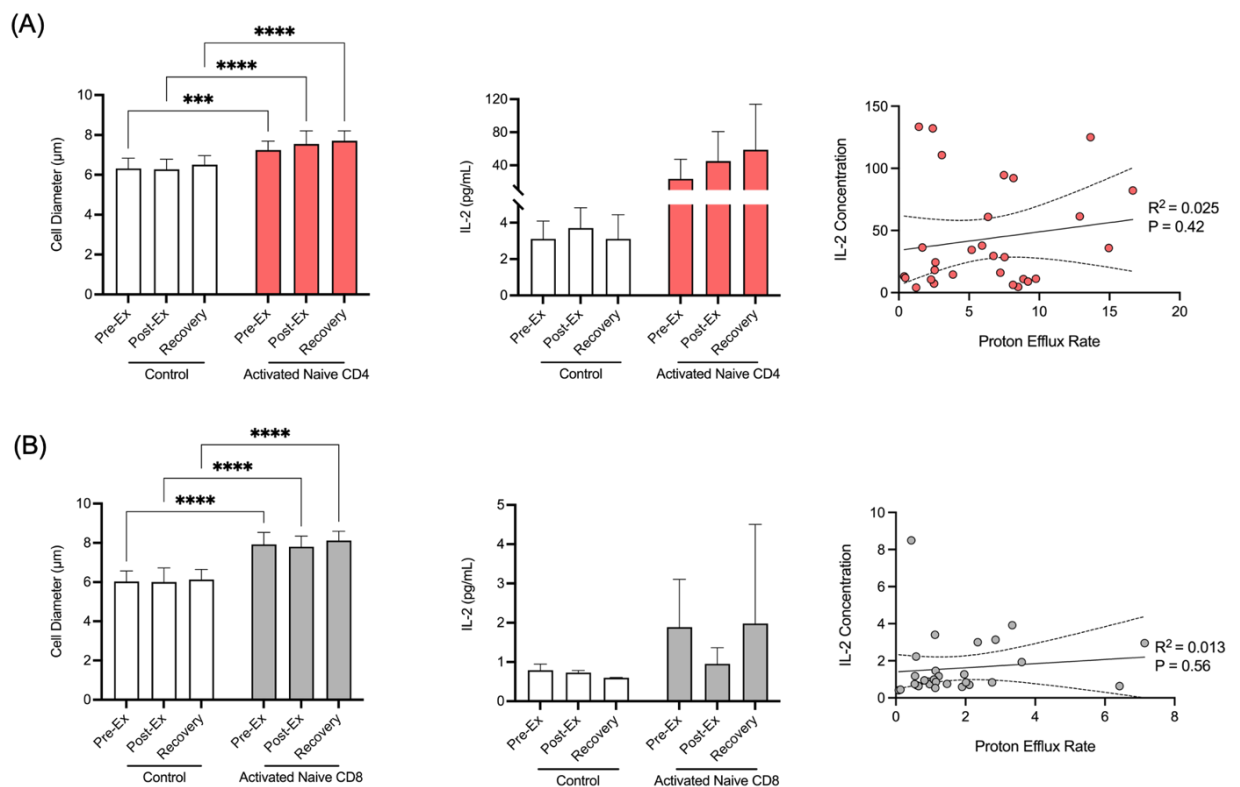 (A)
****
****
***
Cell Diameter (µm)
10
8
6
4
2
0
Pre-Ex
Post-Ex
Recovery
Pre-Ex
Post-Ex
Recovery
Control
Activated Naive CD4
IL-2 (pg/mL)
120
80
40
6
4
2
0
Pre-Ex
Post-Ex
Recovery
Pre-Ex
Post-Ex
Recovery
Control
Activated Naive CD4
IL-2 Concentration
150
100
50
0
0
5
10
15
20
Proton Efflux Rate
R² = 0.025
P = 0.42
(B)
****
****
****
Cell Diameter (µm)
10
8
6
4
2
0
Pre-Ex
Post-Ex
Recovery
Pre-Ex
Post-Ex
Recovery
Control
Activated Naive CD8
IL-2 (pg/mL)
5
4
3
2
1
0
Pre-Ex
Post-Ex
Recovery
Pre-Ex
Post-Ex
Recovery
Control
Activated Naive CD8
IL-2 Concentration
10
8
6
4
2
0
0
2
4
6
8
Proton Efflux Rate
R² = 0.013
P = 0.56